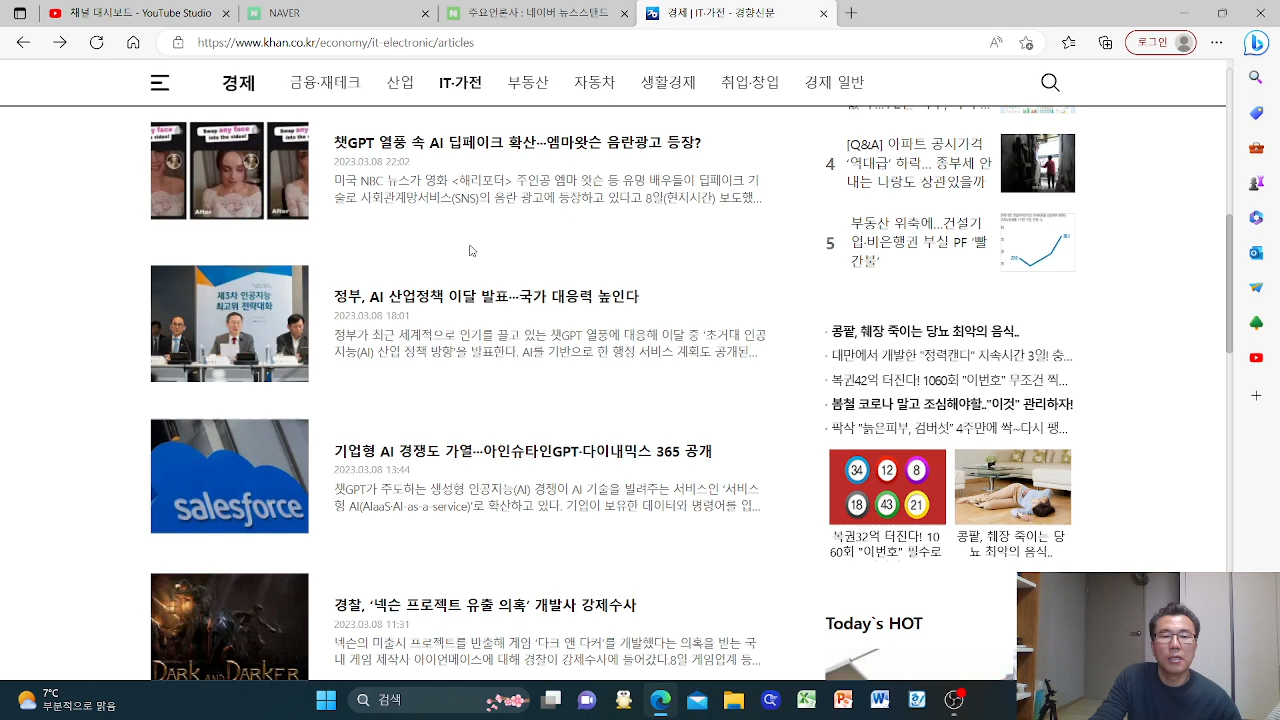 채널 대시보드 - YouTube Studio
NAVER
주제언론사 : 네이버 뉴스스탠드
경제 | IT·가전 - 경향신문
https://www.khan.co.kr/economy/it-electronic/articles
로그인
경제 금융·재테크 산업 IT·가전 부동산 자동차 생활경제 취업·창업 경제 일반
Swap any face into the video!
Swap any
After
After
챗GPT 열풍 속 AI 딥페이크 확산···엠마왓슨 음란광고 등장?
2023.03.08 22:02
미국 NBC 뉴스가 영화 <해리포터> 주인공 엠마 왓슨 등 유명 배우들이 딥페이크 기
술로 사회관계망서비스(SNS)의 음란 광고에 등장하고 있다고 8일(현지시간) 보도했...
제3차 인공지능
최고위 전략대화
정부, AI 산업정책 이달 발표···국가 대응력 높인다
2023.03.08 18:01
정부가 최근 전세계적으로 인기를 끌고 있는 챗GPT 열풍에 대응해 이달 중 ‘초거대 인공
지능(AI) 산업 정책 방향’을 발표한다. AI를 기반으로 한 행정 서비스 계획도 공개된...
salesforce
기업형 AI 경쟁도 가열···아인슈타인GPT·다이내믹스 365 공개
2023.03.08 13:44
챗GPT가 주도하는 생성형 인공지능(AI) 경쟁이 AI 기술을 빌려주는 서비스인 ‘서비스
형 AI(AIaaS·AI-as-a-service)’로 확산하고 있다. 기업이 보유한 데이터와 명령어를 입...
DARK AND DARKER
경찰, ‘넥슨 프로젝트 유출 의혹’ 개발사 강제수사
2023.03.08 11:31
넥슨의 미출시 프로젝트를 반출해 게임 ‘다크 앤 다커’를 개발했다는 의혹을 받는 국
내 게임 제작사 아이언메이스에 대해 경찰이 강제수사에 들어갔다.8일 게임업계 등...
4
[Q&A] 아파트 공시가격
‘역대급’ 하락… 종부세 안
내는 나랑도 상관있을까
5
부동산 위축에…건설기
업·비은행권 부실 PF ‘빨
간불’
콩팥, 췌장 죽이는 당뇨 최악의 음식..
대만에서 개발한 "정력캔디" 지속시간 3일! 충...
복권42억 터진다! 1060회 "이번호" 무조건 찍...
봄철 코로나 말고 조심해야할.."이것" 관리하자!
팍삭 "늙은피부, 검버섯" 4주만에 싹~다시 팽...
34 12 8
18 43 21
복권32억 터진다! 10
60회 "이번호" 필수로
콩팥, 췌장 죽이는 당
뇨 최악의 음식..
Today`s HOT
7°C
검색